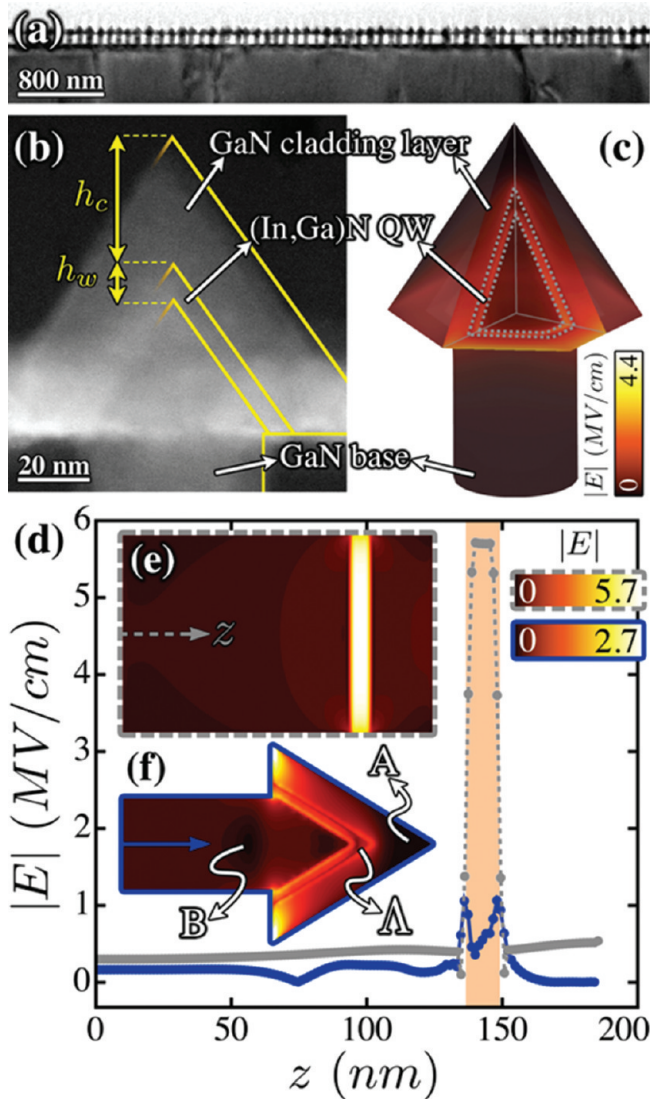 (a)
800 nm
(b)
GaN cladding layer
(c)
h_c
(In,Ga)N QW
h_w
|E| (MV/cm)
0
4.4
20 nm
GaN base
(d)
|E| (MV/cm)
6
5
4
3
2
1
0
(e)
z
|E|
0 5.7
0 2.7
(f)
A
B
Λ
0
50
100
150
200
z (nm)